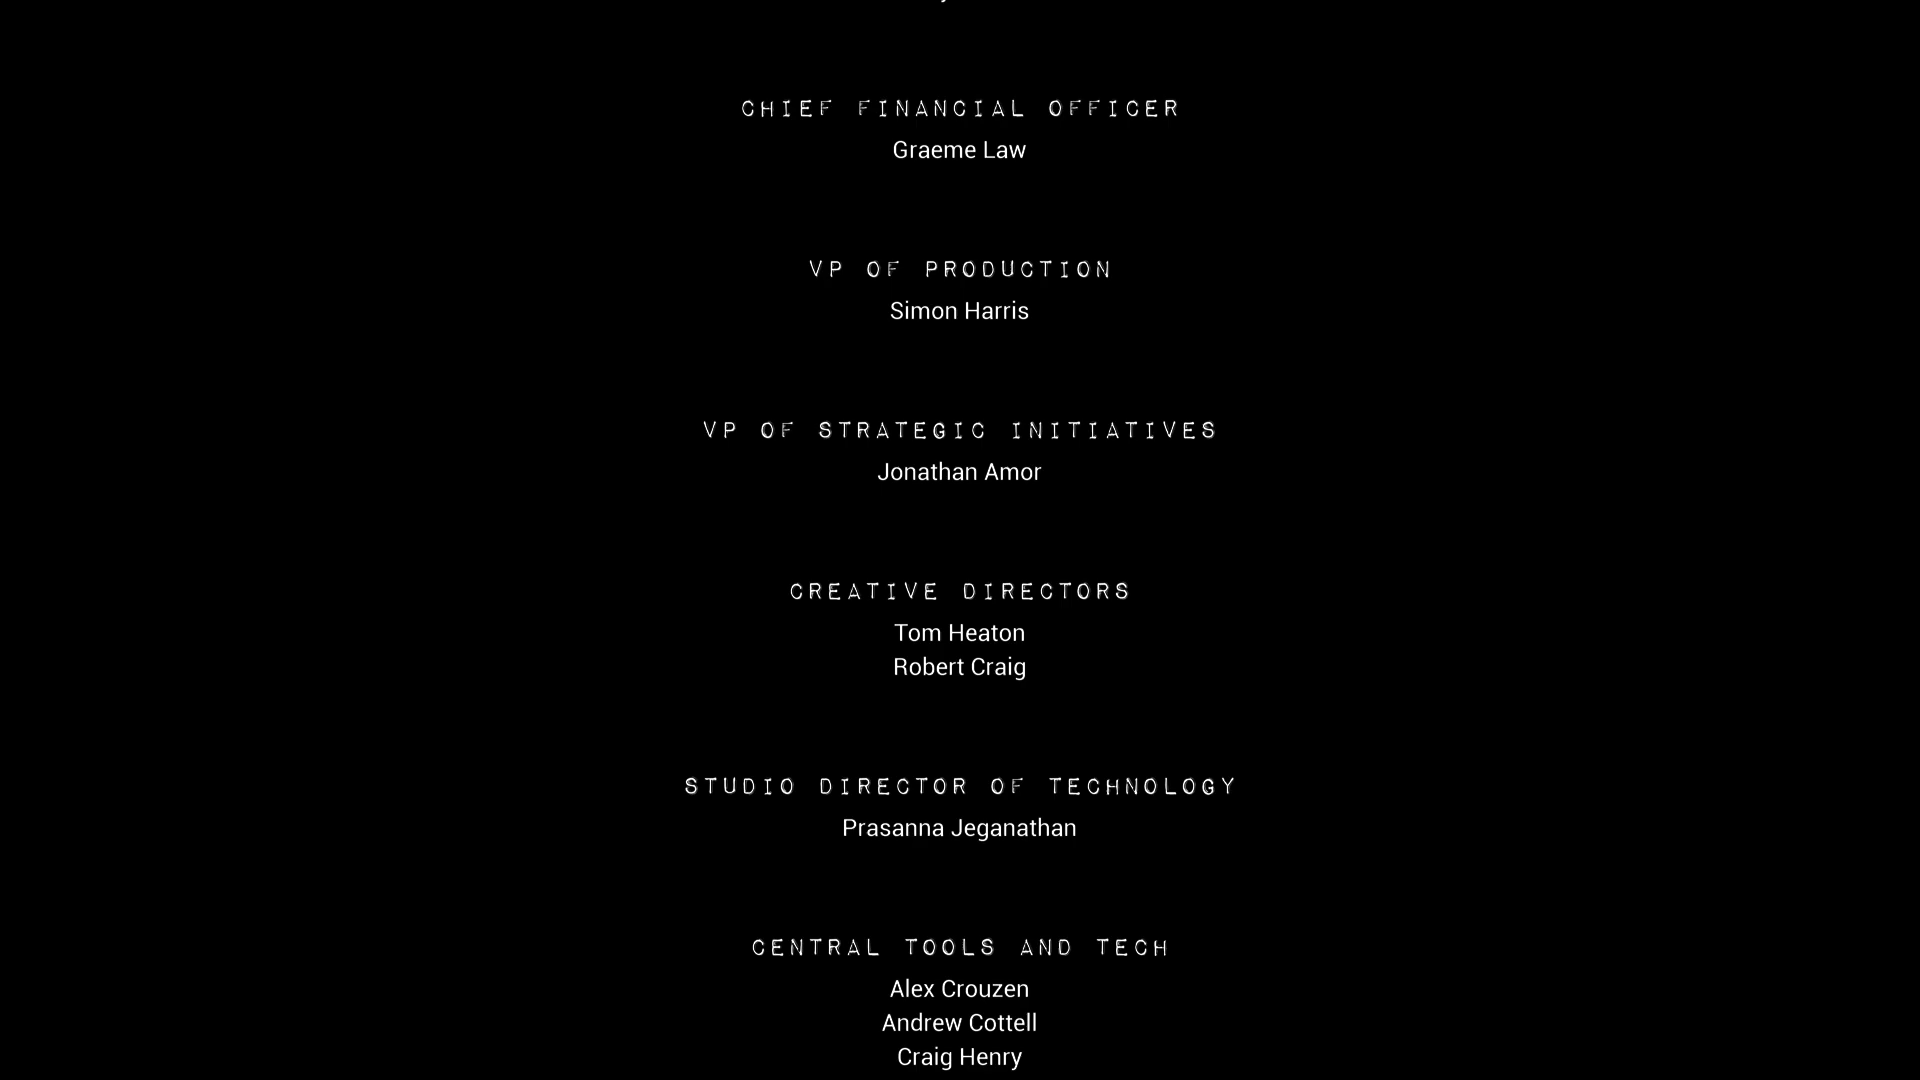 CHIEF FINANCIAL OFFICER
Graeme Law
VP OF PRODUCTION
Simon Harris
VP OF STRATEGIC INITIATIVES
Jonathan Amor
CREATIVE DIRECTORS
Tom Heaton
Robert Craig
STUDIO DIRECTOR OF TECHNOLOGY
Prasanna Jeganathan
CENTRAL TOOLS AND TECH
Alex Crouzen
Andrew Cottell
Craig Henry